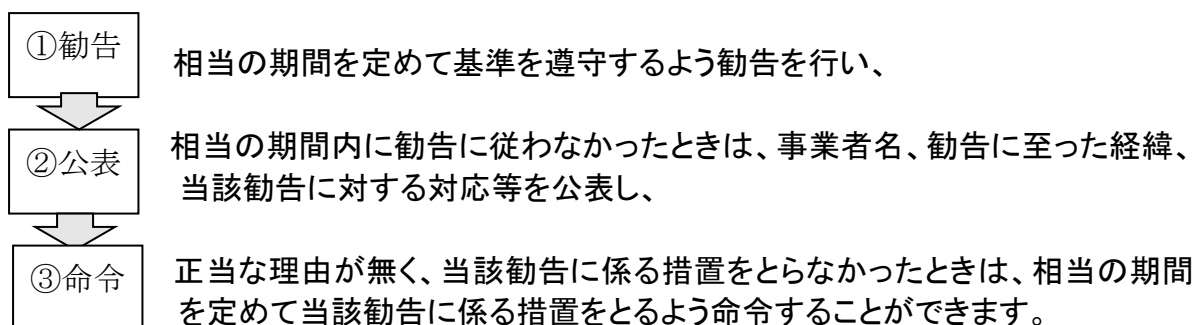 ①勧告
相当の期間を定めて基準を遵守するよう勧告を行い、
②公表
相当の期間内に勧告に従わなかったときは、事業者名、勧告に至った経緯、
当該勧告に対する対応等を公表し、
③命令
正当な理由が無く、当該勧告に係る措置をとらなかったときは、相当の期間
を定めて当該勧告に係る措置をとるよう命令することができます。